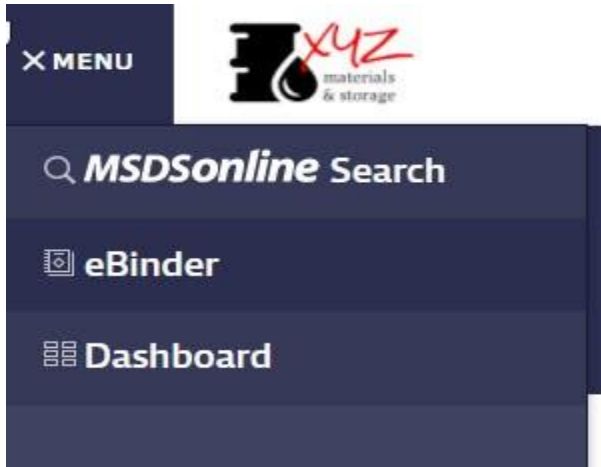 MENU
xyz
materials
& storage
MSDSonline Search
eBinder
Dashboard